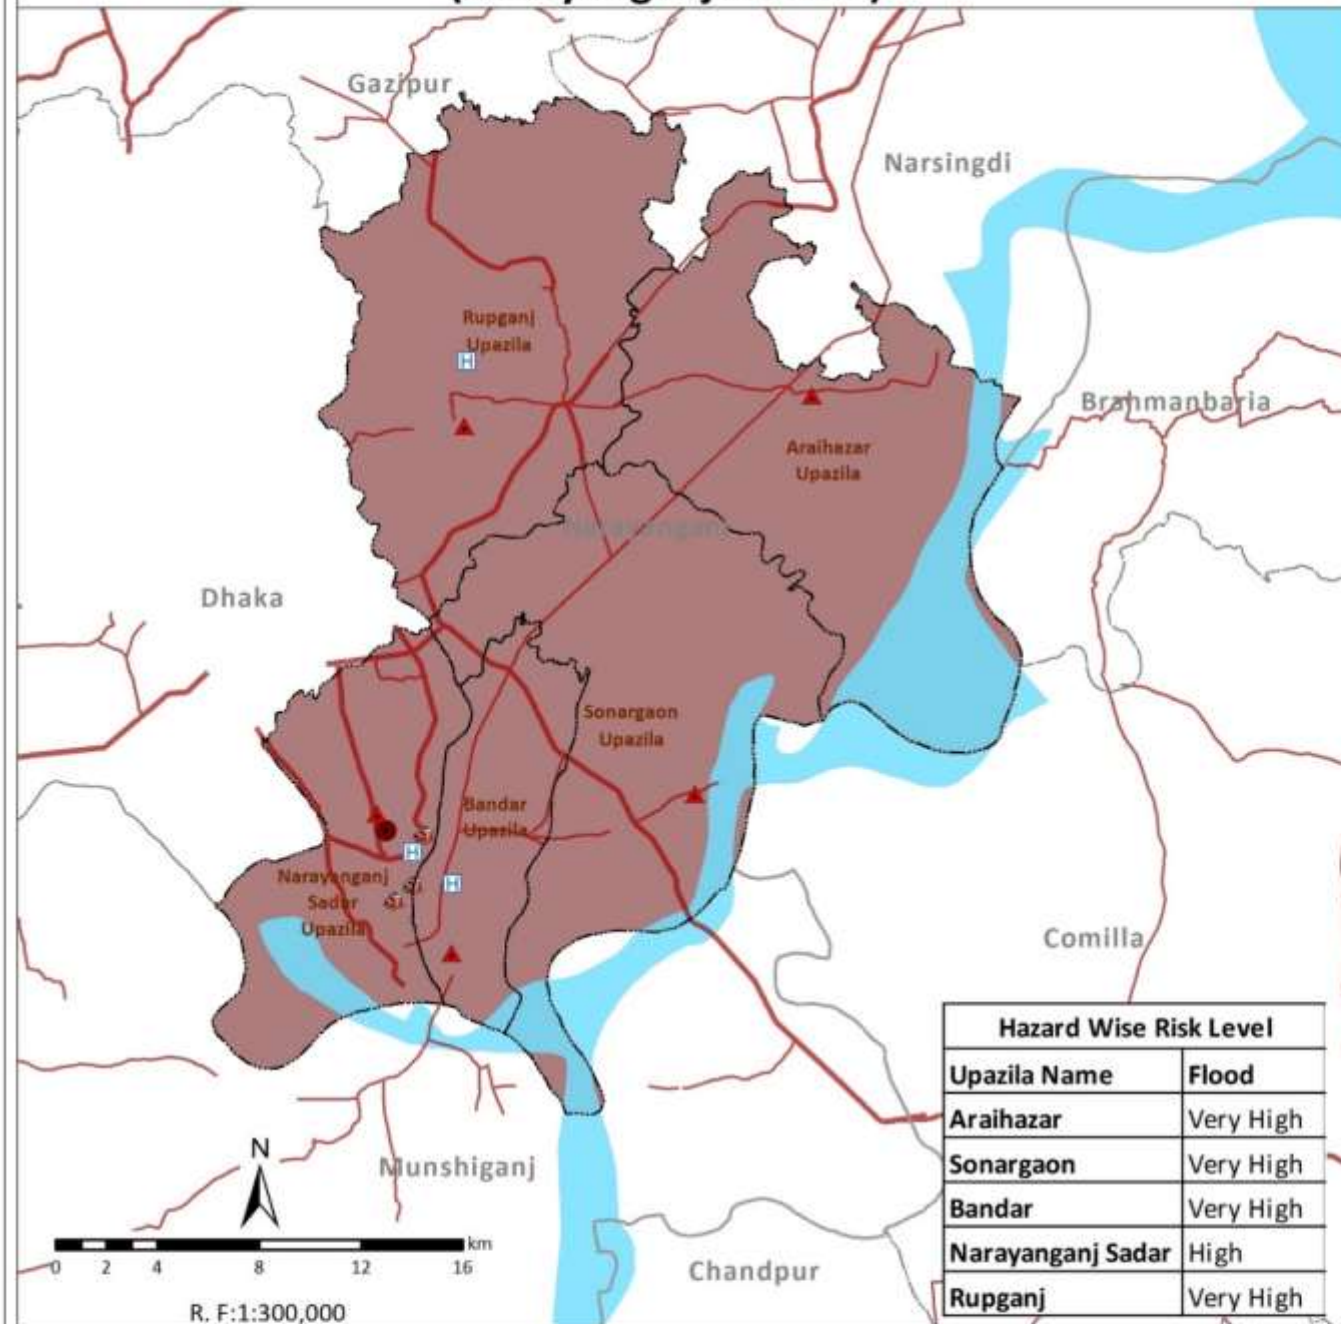 Gazipur
Narsingdi
Rupganj
Upazila
H
Brahmanbaria
Araihazar
Upazila
Narayanganj
Dhaka
Sonargaon
Upazila
Bandar
Upazila
H
H
Narayanganj
Sadar
Upazila
Comilla
Hazard Wise Risk Level
Upazila Name Flood
Araihazar Very High
Sonargaon Very High
Bandar Very High
Narayanganj Sadar High
Rupganj Very High
N
Munshiganj
km
0 2 4 8 12 16
Chandpur
R. F:1:300,000